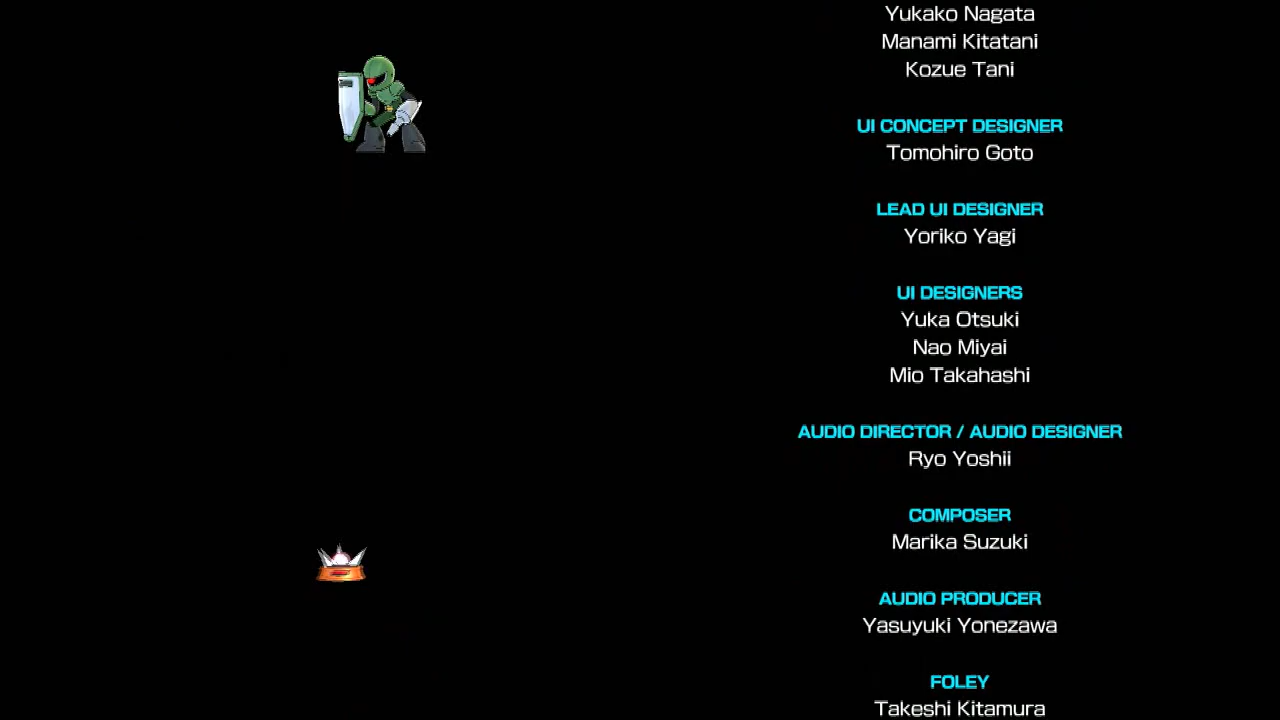 Yukako Nagata
Manami Kitatani
Kozue Tani
UI CONCEPT DESIGNER
Tomohiro Goto
LEAD UI DESIGNER
Yoriko Yagi
UI DESIGNERS
Yuka Otsuki
Nao Miyai
Mio Takahashi
AUDIO DIRECTOR / AUDIO DESIGNER
Ryo Yoshii
COMPOSER
Marika Suzuki
AUDIO PRODUCER
Yasuyuki Yonezawa
FOLEY
Takeshi Kitamura